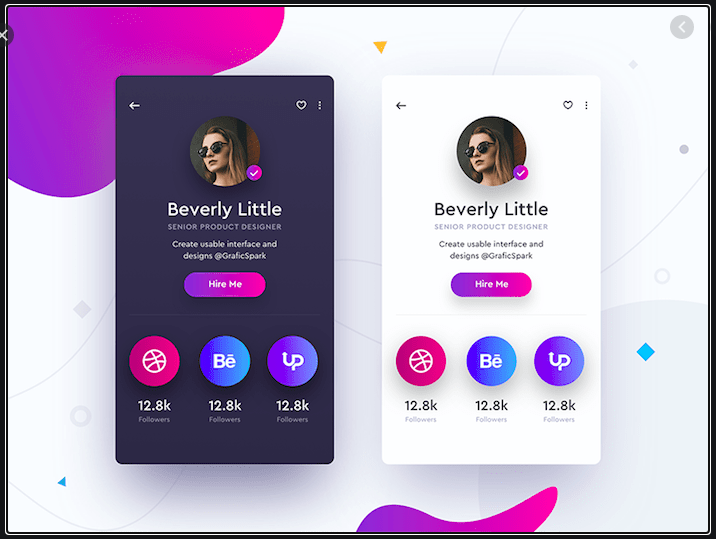 Beverly Little
SENIOR PRODUCT DESIGNER
Create usable interface and
designs @GraficSpark
Hire Me
Bē
up
12.8k
12.8k
12.8k
Followers
Followers
Followers
Beverly Little
SENIOR PRODUCT DESIGNER
Create usable interface and
designs @GraficSpark
Hire Me
Bē
up
12.8k
12.8k
12.8k
Followers
Followers
Followers